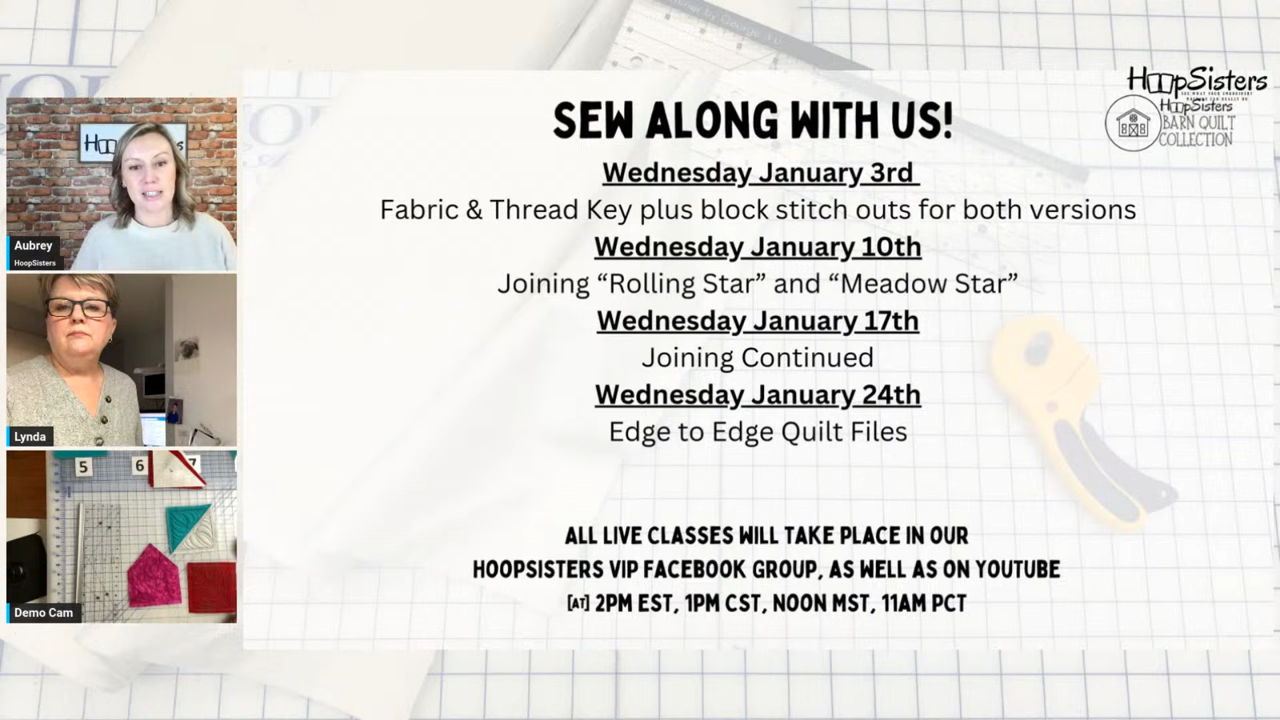 SEW ALONG WITH US!
Wednesday January 3rd
Fabric & Thread Key plus block stitch outs for both versions
Wednesday January 10th
Joining “Rolling Star” and “Meadow Star”
Wednesday January 17th
Joining Continued
Wednesday January 24th
Edge to Edge Quilt Files
ALL LIVE CLASSES WILL TAKE PLACE IN OUR
HOOPSISTERS VIP FACEBOOK GROUP, AS WELL AS ON YOUTUBE
[AT] 2PM EST, 1PM CST, NOON MST, 11AM PCT
HoopSisters
HoopSisters
BARN QUILT
COLLECTION
Aubrey
HoopSisters
Lynda
5
6
7
Demo Cam